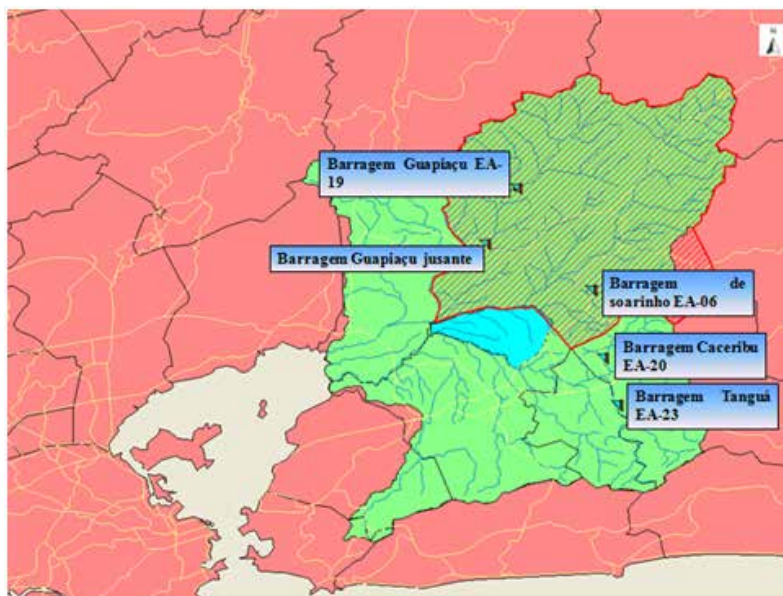 N
Barragem Guapiaçu EA-
19
Barragem Guapiaçu jusante
Barragem de
soarinho EA-06
Barragem Caceribu
EA-20
Barragem Tanguá
EA-23